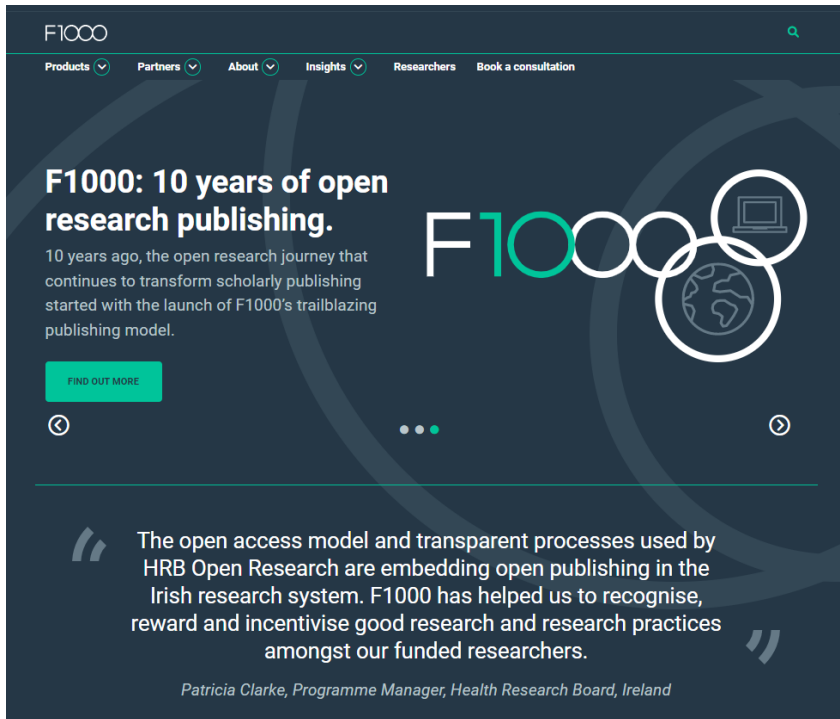 F1000
Products Partners About Insights Researchers Book a consultation
F1000: 10 years of open
research publishing.
10 years ago, the open research journey that
continues to transform scholarly publishing
started with the launch of F1000's trailblazing
publishing model.
F1000
FIND OUT MORE
“
The open access model and transparent processes used by
HRB Open Research are embedding open publishing in the
Irish research system. F1000 has helped us to recognise,
reward and incentivise good research and research practices
amongst our funded researchers.
”
Patricia Clarke, Programme Manager, Health Research Board, Ireland